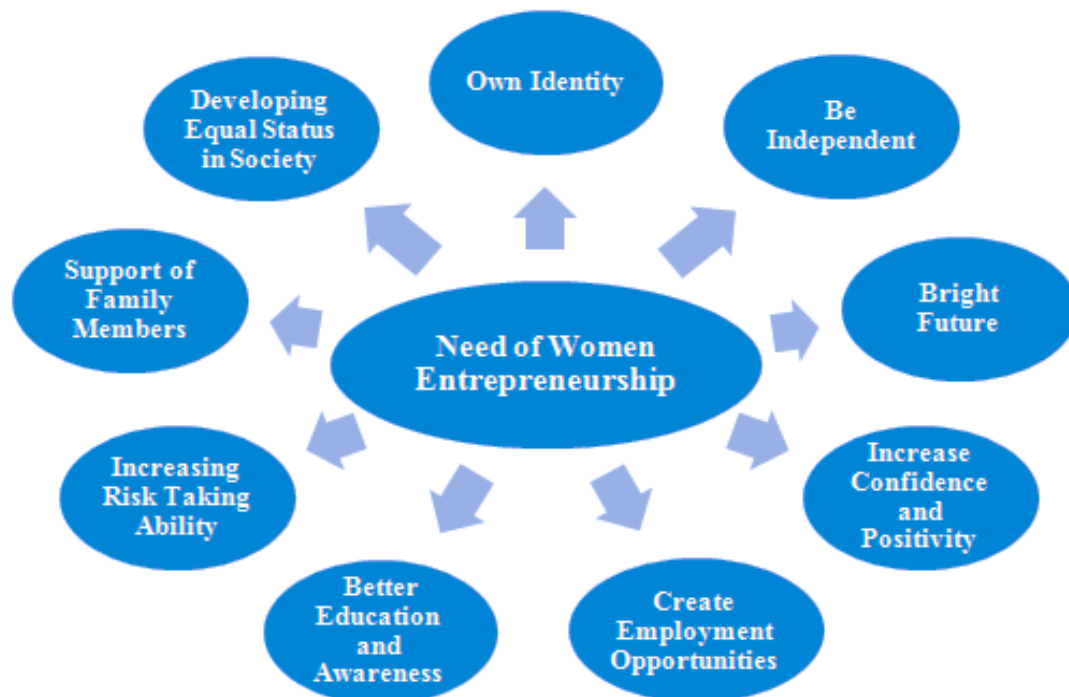 Own Identity
Be
Independent
Bright
Future
Increase
Confidence
and
Positivity
Create
Employment
Opportunities
Better
Education
and
Awareness
Increasing
Risk Taking
Ability
Support of
Family
Members
Developing
Equal Status
in Society
Need of Women
Entrepreneurship